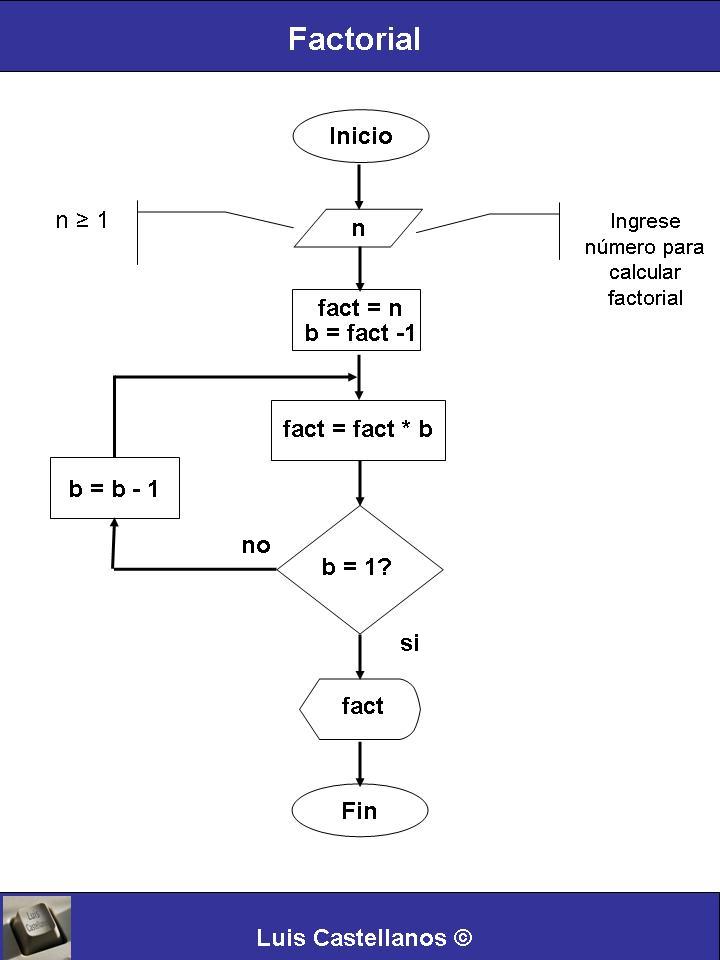 Factorial
Inicio
n ≥ 1
n
Ingrese
número para
calcular
factorial
fact = n
b = fact -1
fact = fact * b
b = b - 1
no
b = 1?
si
fact
Fin
Luis
Castellanos
Luis Castellanos ©